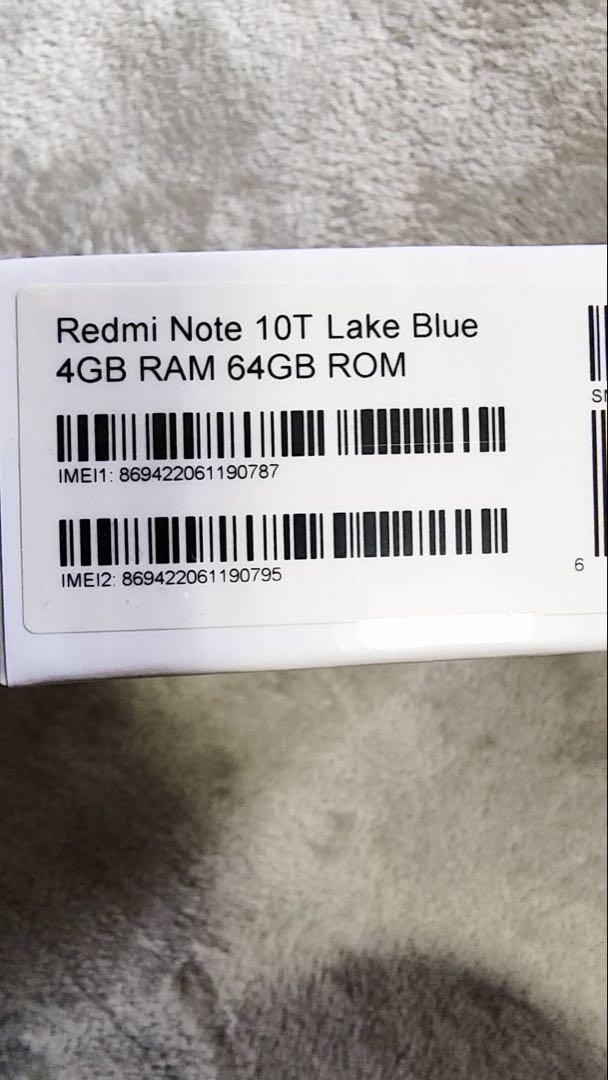 Redmi Note 10T Lake Blue
4GB RAM 64GB ROM
IMEI1: 869422061190787
IMEI2: 869422061190795
6